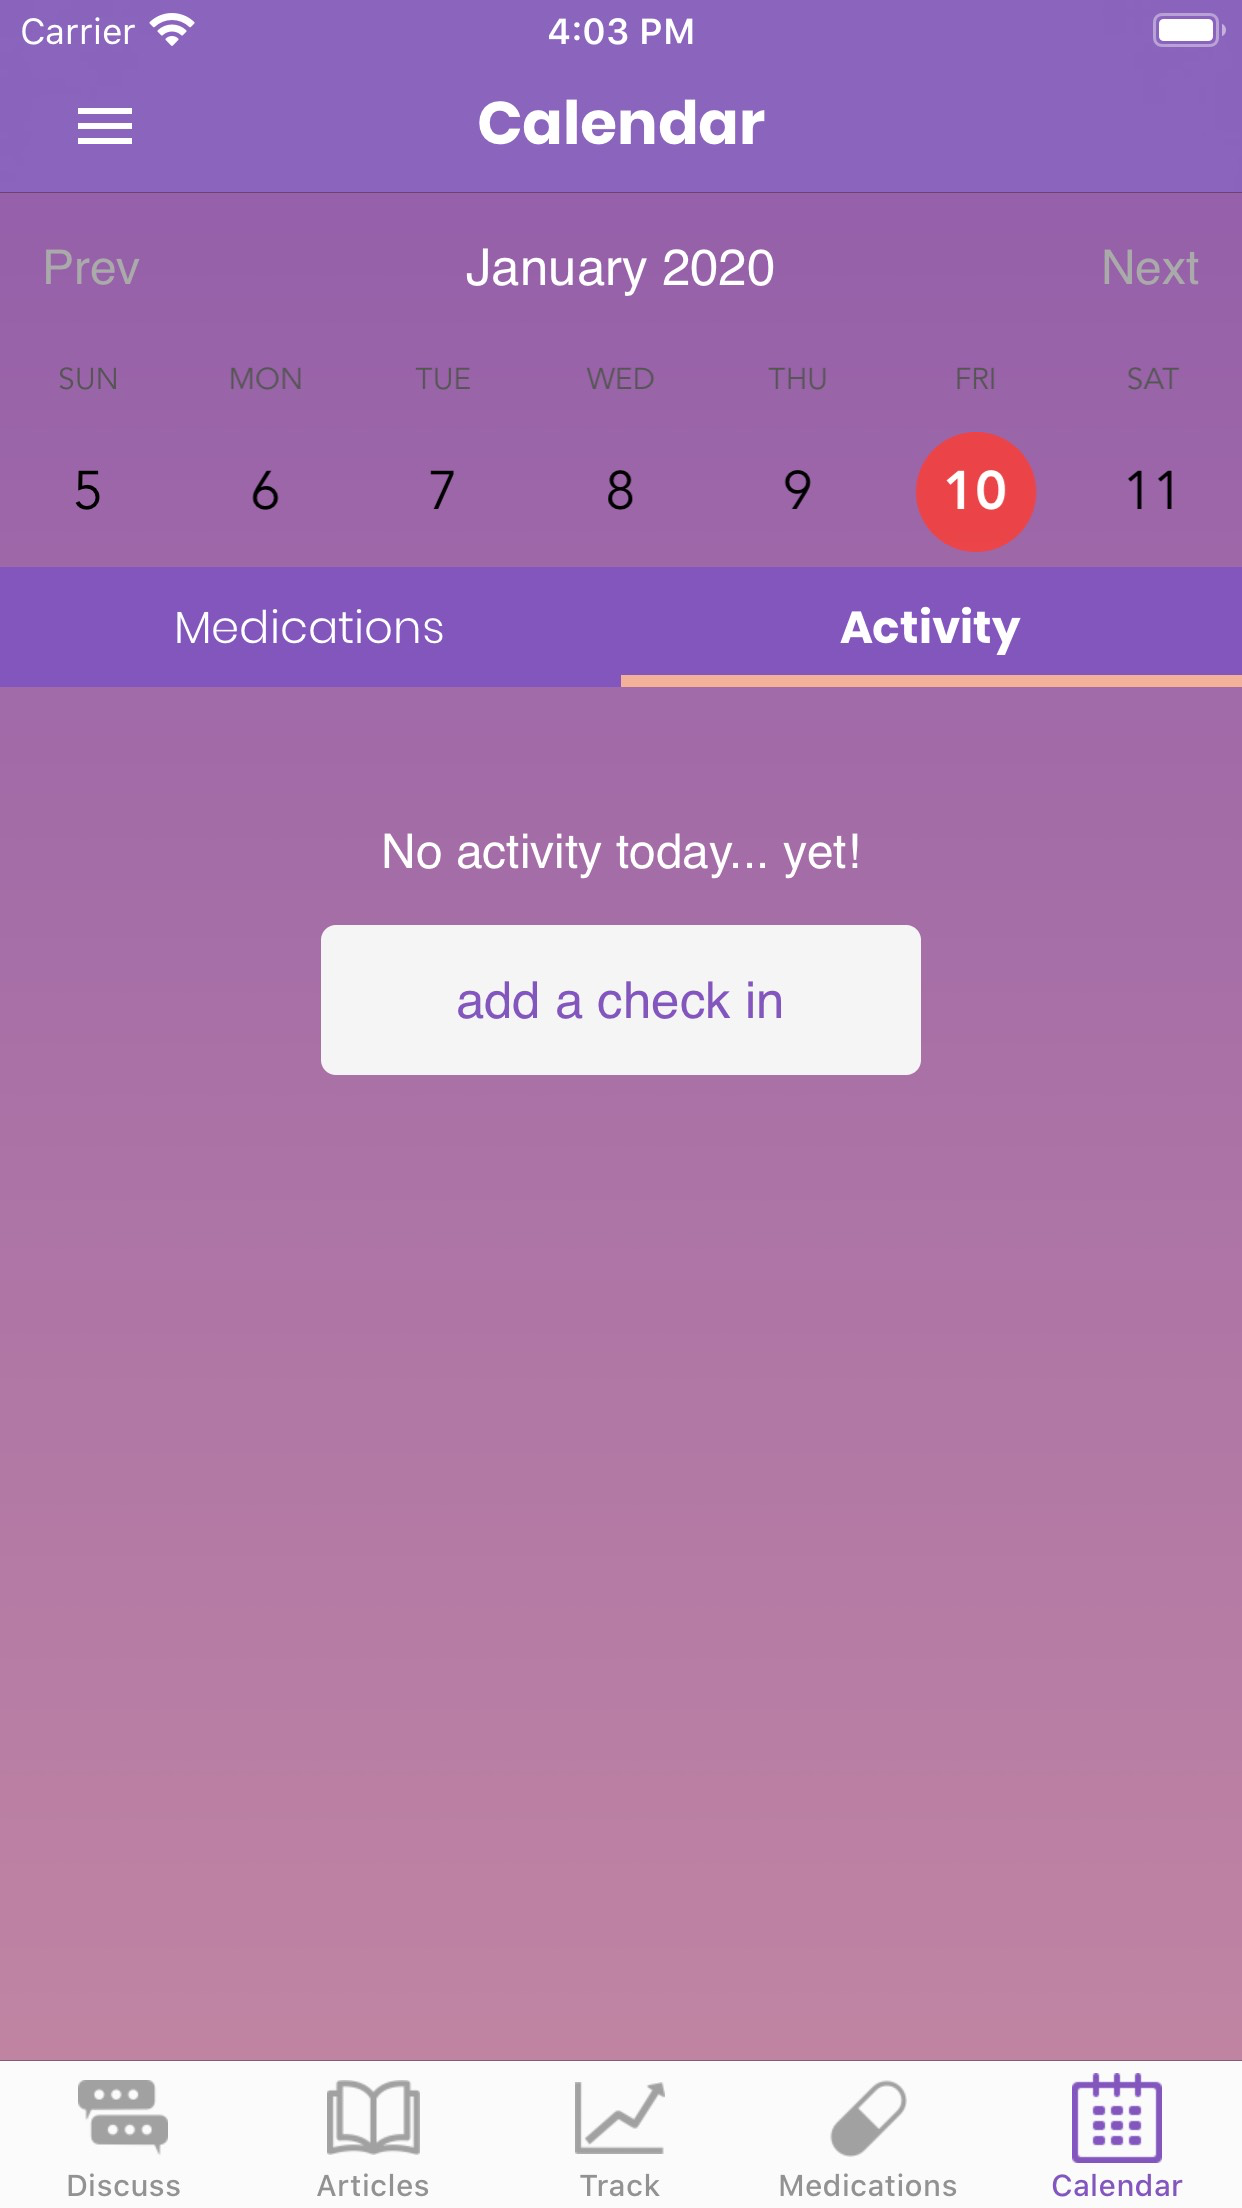 Carrier 4:03 PM
Calendar
Prev January 2020 Next
SUN MON TUE WED THU FRI SAT
5 6 7 8 9 10 11
Medications Activity
No activity today... yet!
add a check in
Discuss Articles Track Medications Calendar